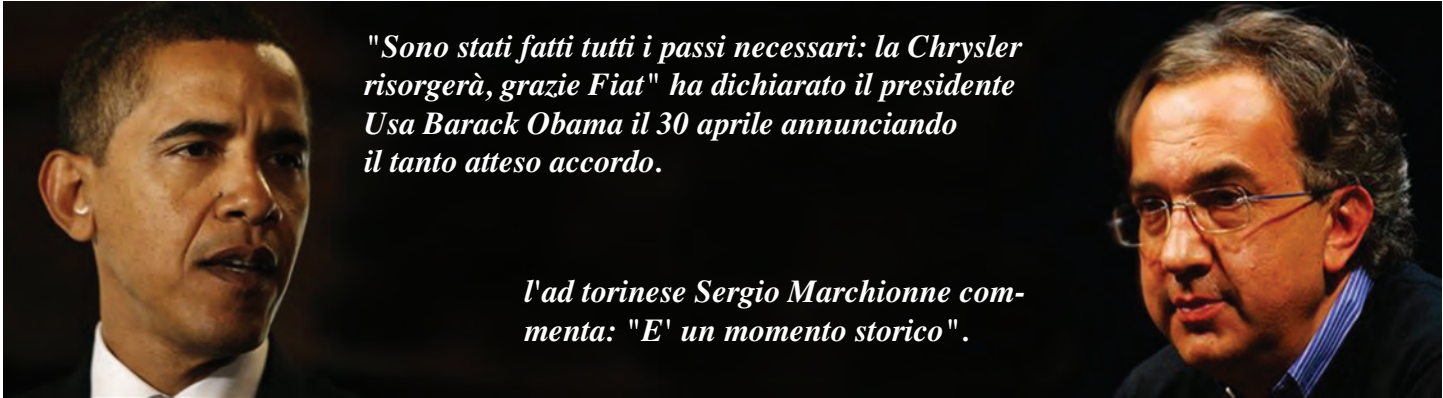 "Sono stati fatti tutti i passi necessari: la Chrysler
risorgerà, grazie Fiat" ha dichiarato il presidente
Usa Barack Obama il 30 aprile annunciando
il tanto atteso accordo.
l'ad torinese Sergio Marchionne com-
menta: "E' un momento storico".